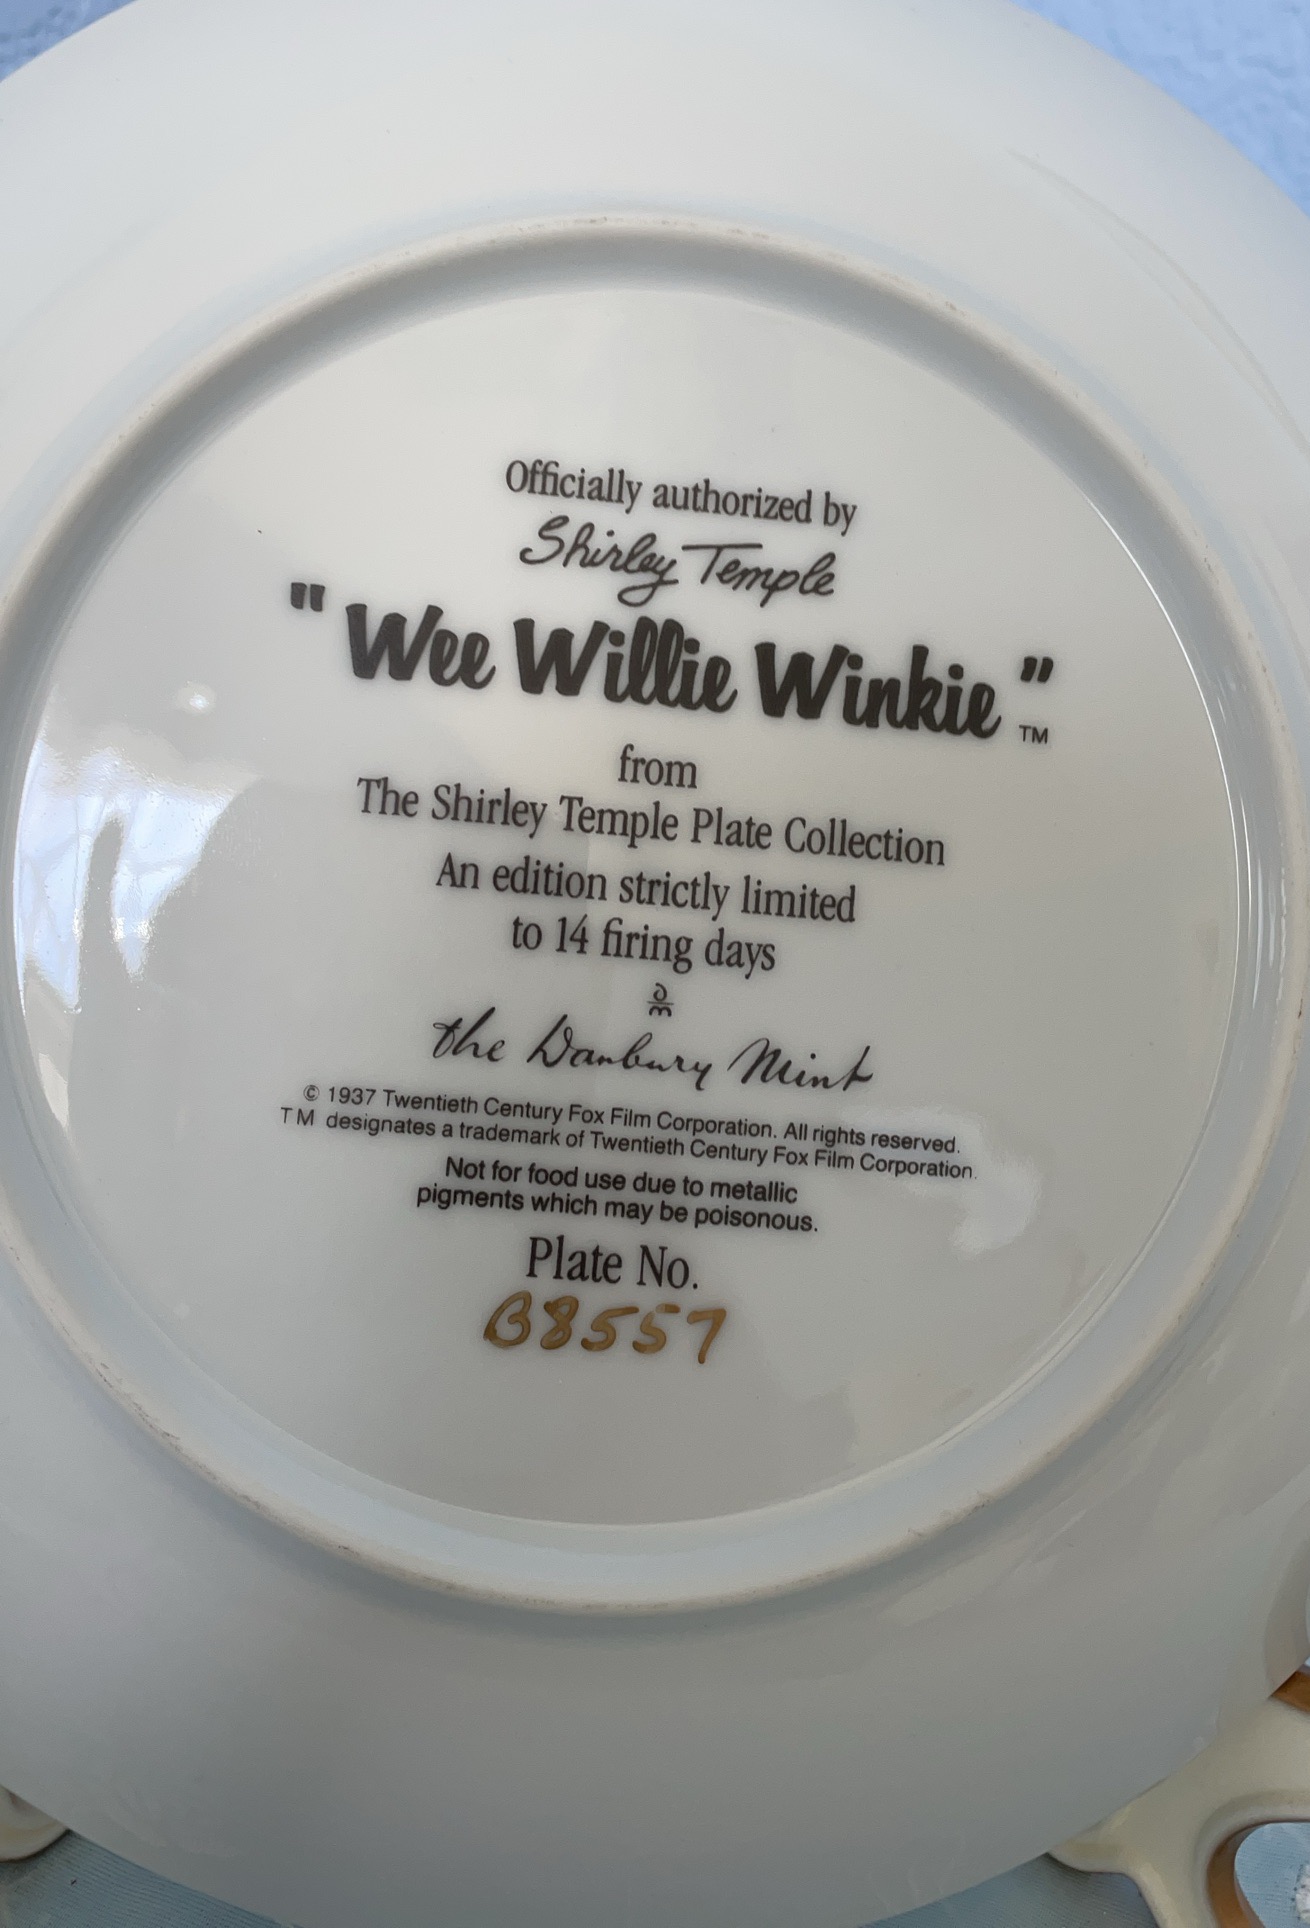 Officially authorized by
Shirley Temple
"Wee Willie Winkie"™
from
The Shirley Temple Plate Collection
An edition strictly limited
to 14 firing days
the Danbury Mint
© 1937 Twentieth Century Fox Film Corporation. All rights reserved.
TM designates a trademark of Twentieth Century Fox Film Corporation.
Not for food use due to metallic
pigments which may be poisonous.
Plate No.
B8557